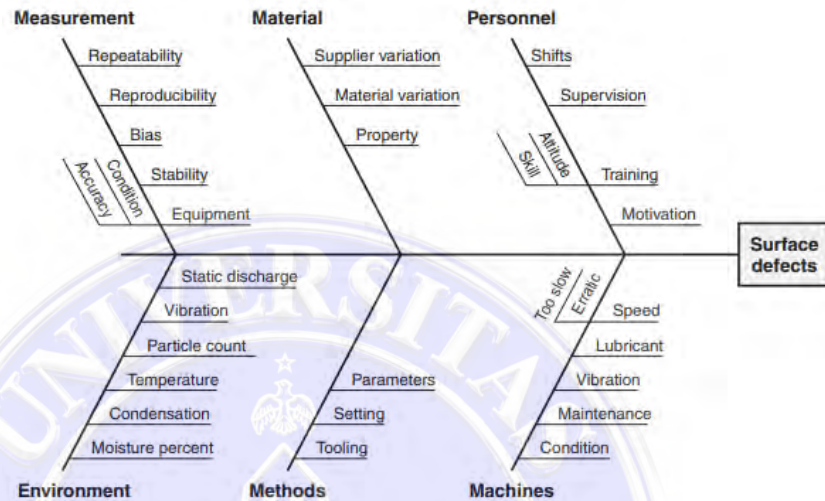 Measurement
Material
Personnel
Repeatability
Reproducibility
Bias
Stability
Equipment
Condition
Accuracy
Supplier variation
Material variation
Property
Shifts
Supervision
Training
Attitude
Skill
Motivation
Surface
defects
Static discharge
Vibration
Particle count
Temperature
Condensation
Moisture percent
Parameters
Setting
Tooling
Too slow
Erratic
Speed
Lubricant
Vibration
Maintenance
Condition
Environment
Methods
Machines
UNIVERSITAS